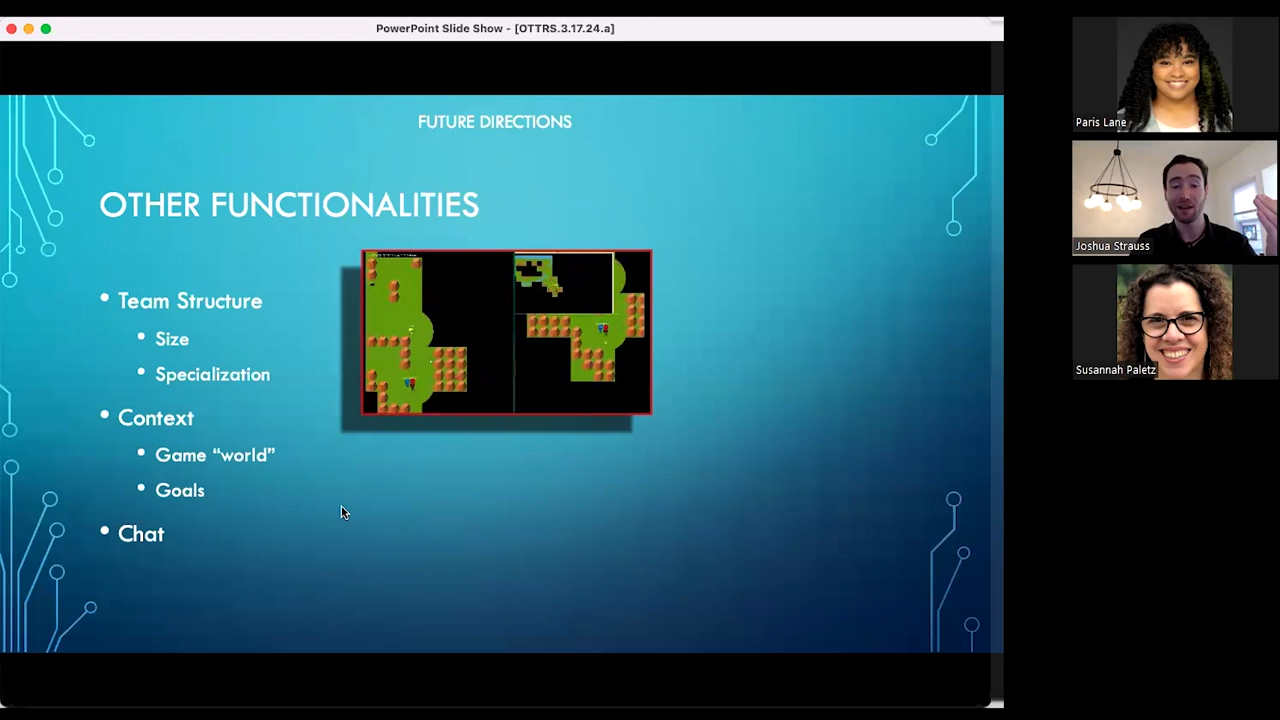 PowerPoint Slide Show - [OTTRS.3.17.24.a]
FUTURE DIRECTIONS
OTHER FUNCTIONALITIES
• Team Structure
• Size
• Specialization
• Context
• Game “world”
• Goals
• Chat
Paris Lane
Joshua Strauss
Susannah Paletz